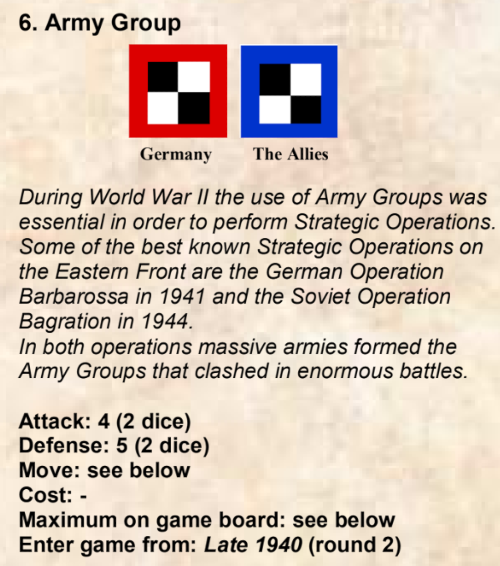 6. Army Group
Germany
The Allies
During World War II the use of Army Groups was
essential in order to perform Strategic Operations.
Some of the best known Strategic Operations on
the Eastern Front are the German Operation
Barbarossa in 1941 and the Soviet Operation
Bagration in 1944.
In both operations massive armies formed the
Army Groups that clashed in enormous battles.
Attack: 4 (2 dice)
Defense: 5 (2 dice)
Move: see below
Cost: -
Maximum on game board: see below
Enter game from: Late 1940 (round 2)